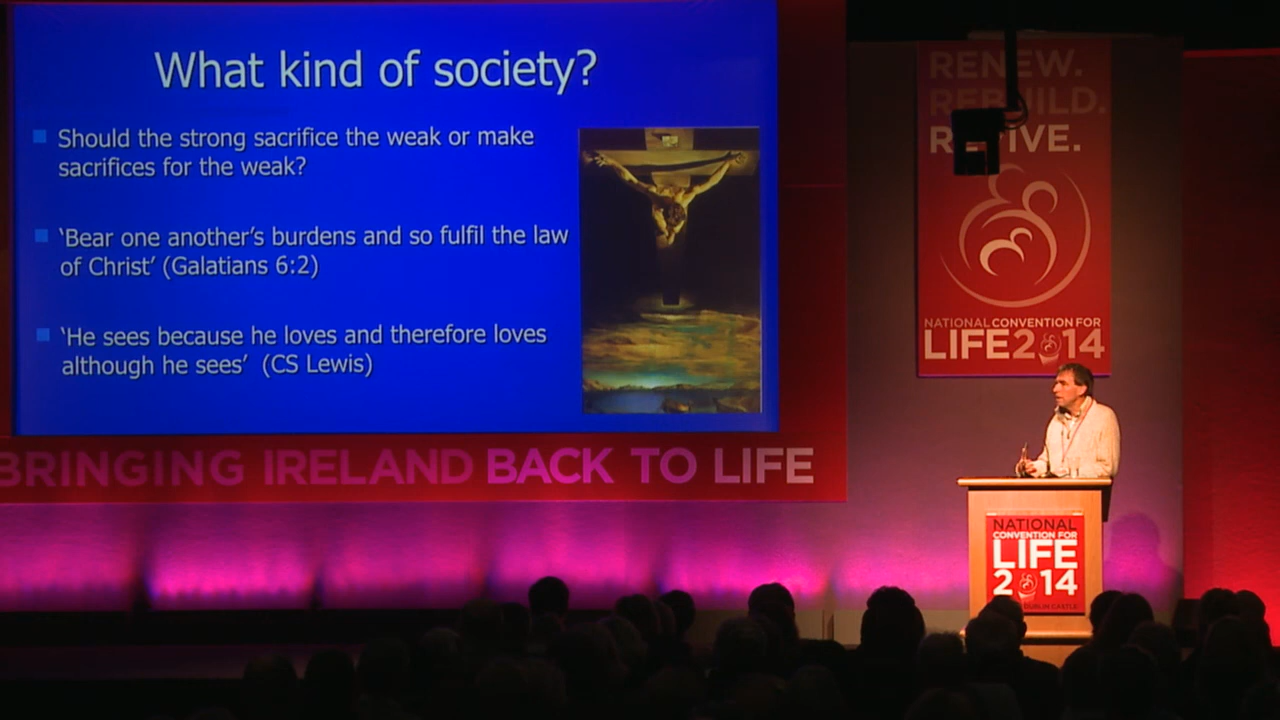 What kind of society?
Should the strong sacrifice the weak or make
sacrifices for the weak?
‘Bear one another’s burdens and so fulfil the law
of Christ’ (Galatians 6:2)
‘He sees because he loves and therefore loves
although he sees’ (CS Lewis)
BRINGING IRELAND BACK TO LIFE
RENEW.
REBUILD.
REVIVE.
NATIONAL CONVENTION FOR
LIFE2014
NATIONAL
CONVENTION FOR
LIFE
2014
DUBLIN CASTLE